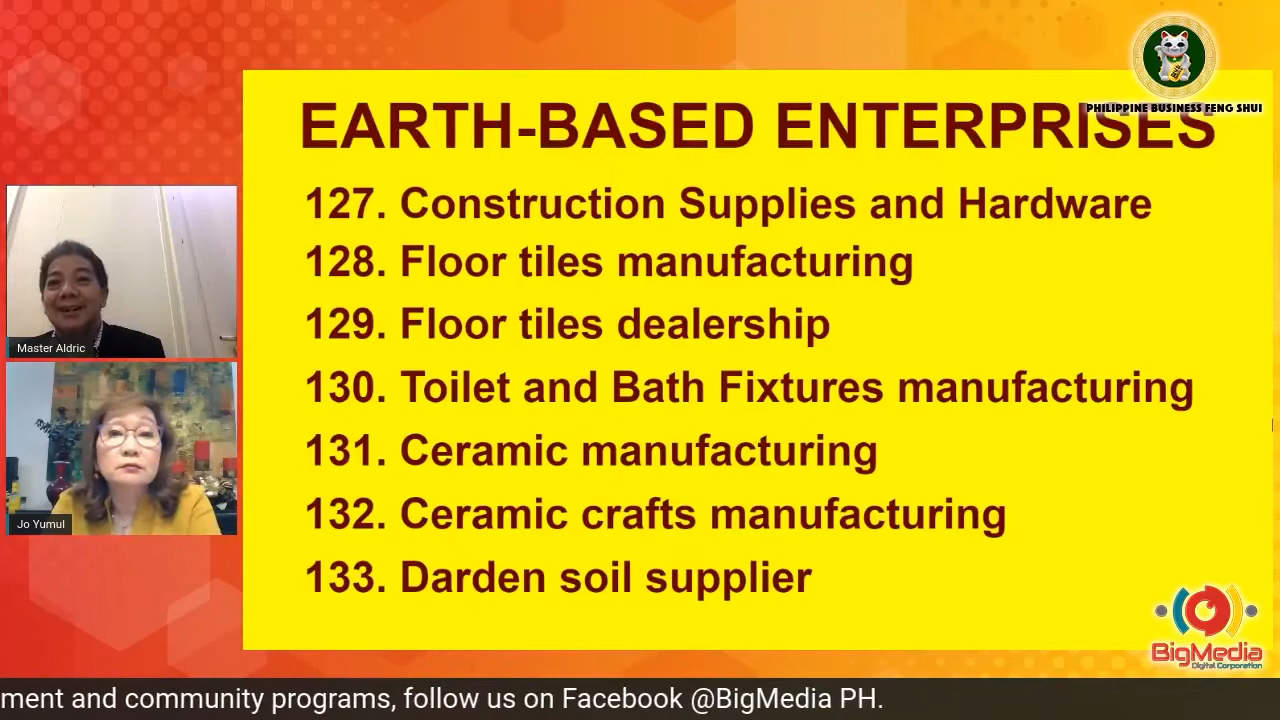 PHILIPPINE BUSINESS FENG SHUI
EARTH-BASED ENTERPRISES
127. Construction Supplies and Hardware
128. Floor tiles manufacturing
129. Floor tiles dealership
130. Toilet and Bath Fixtures manufacturing
131. Ceramic manufacturing
132. Ceramic crafts manufacturing
133. Darden soil supplier
Master Aldric
Jo Yumul
BigMedia
Digital Corporation
ment and community programs, follow us on Facebook @BigMedia PH.